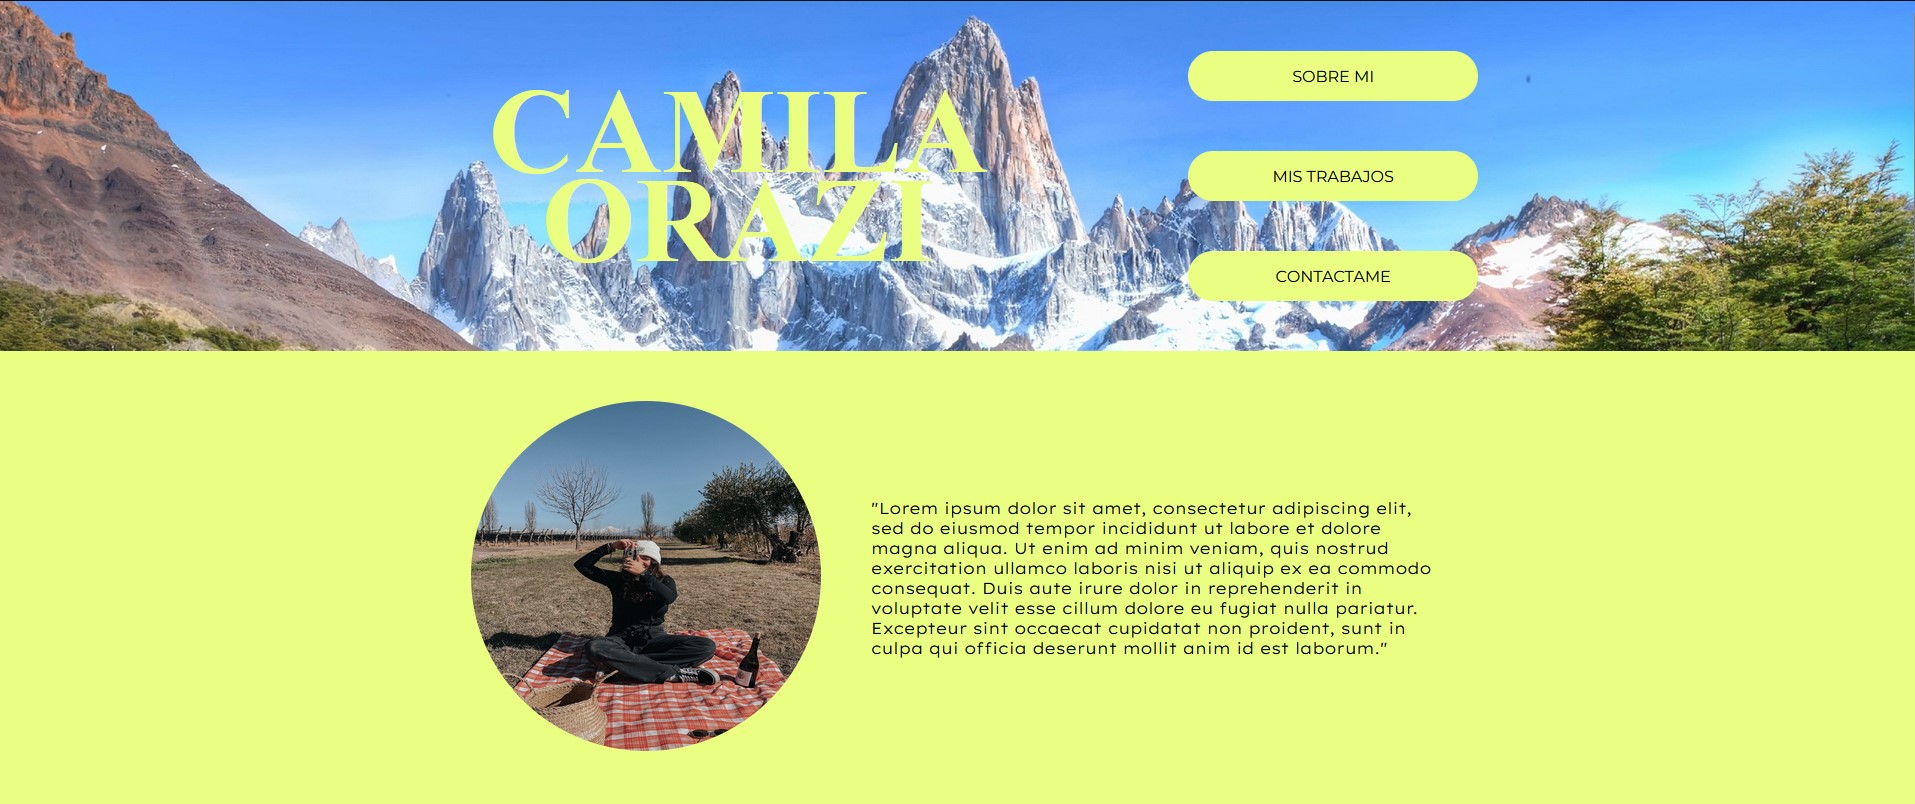 CAMILA
ORAZI
SOBRE MI
MIS TRABAJOS
CONTACTAME
"Lorem ipsum dolor sit amet, consectetur adipiscing elit,
sed do eiusmod tempor incididunt ut labore et dolore
magna aliqua. Ut enim ad minim veniam, quis nostrud
exercitation ullamco laboris nisi ut aliquip ex ea commodo
consequat. Duis aute irure dolor in reprehenderit in
voluptate velit esse cillum dolore eu fugiat nulla pariatur.
Excepteur sint occaecat cupidatat non proident, sunt in
culpa qui officia deserunt mollit anim id est laborum."